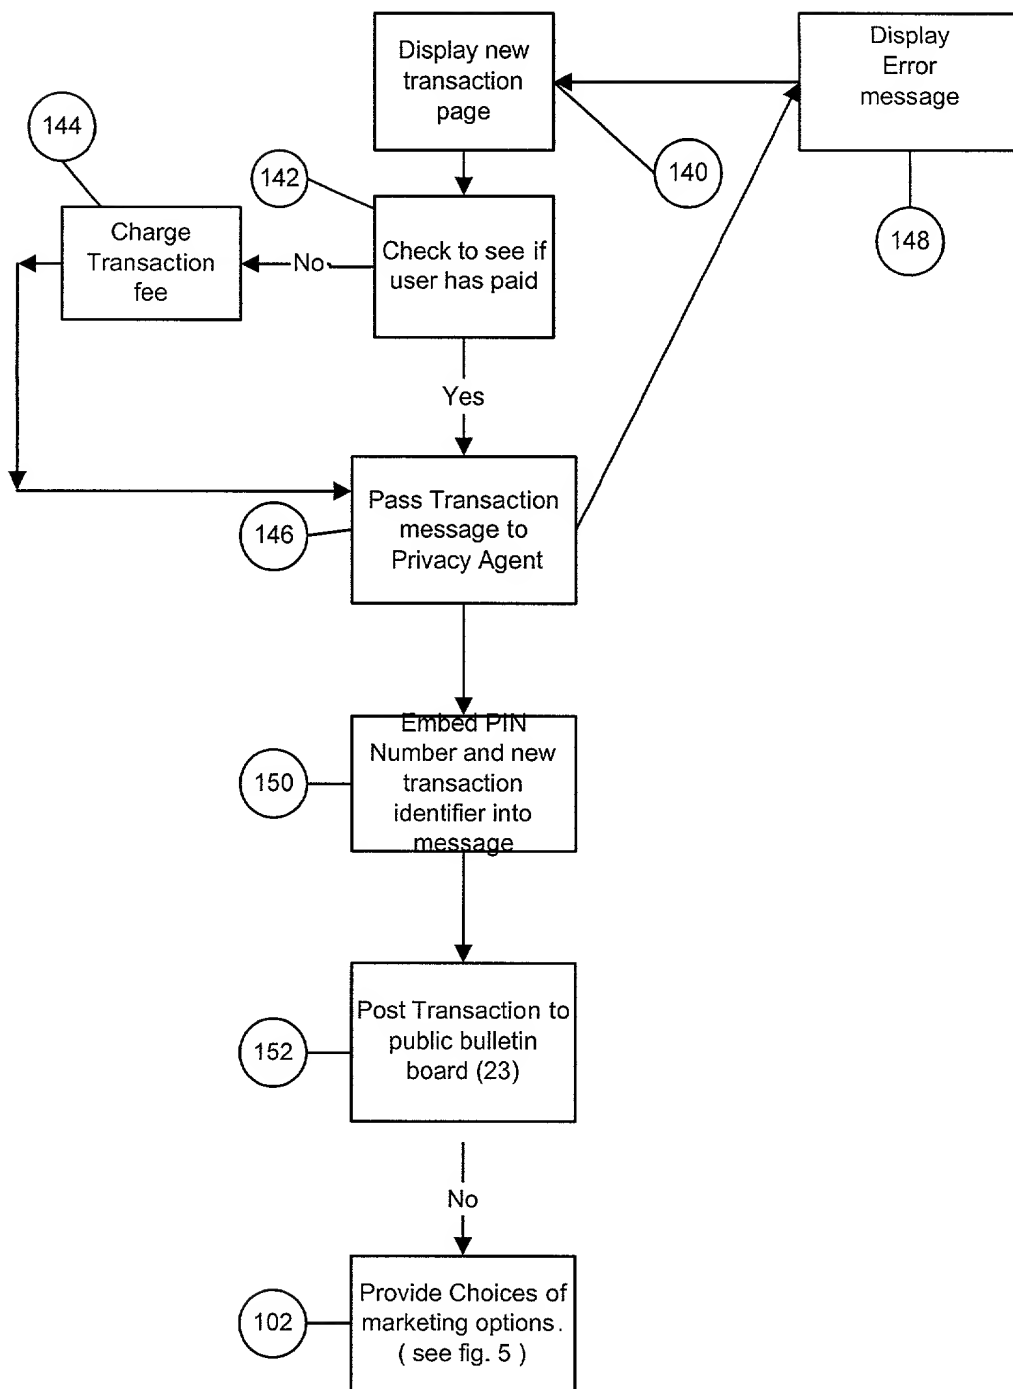 Display new
transaction
page
Display
Error
message
144
142
140
148
Charge
Transaction
fee
No
Check to see if
user has paid
Yes
Pass Transaction
message to
Privacy Agent
146
Embed PIN
Number and new
transaction
identifier into
message
150
Post Transaction to
public bulletin
board (23)
152
No
Provide Choices of
marketing options.
( see fig. 5 )
102